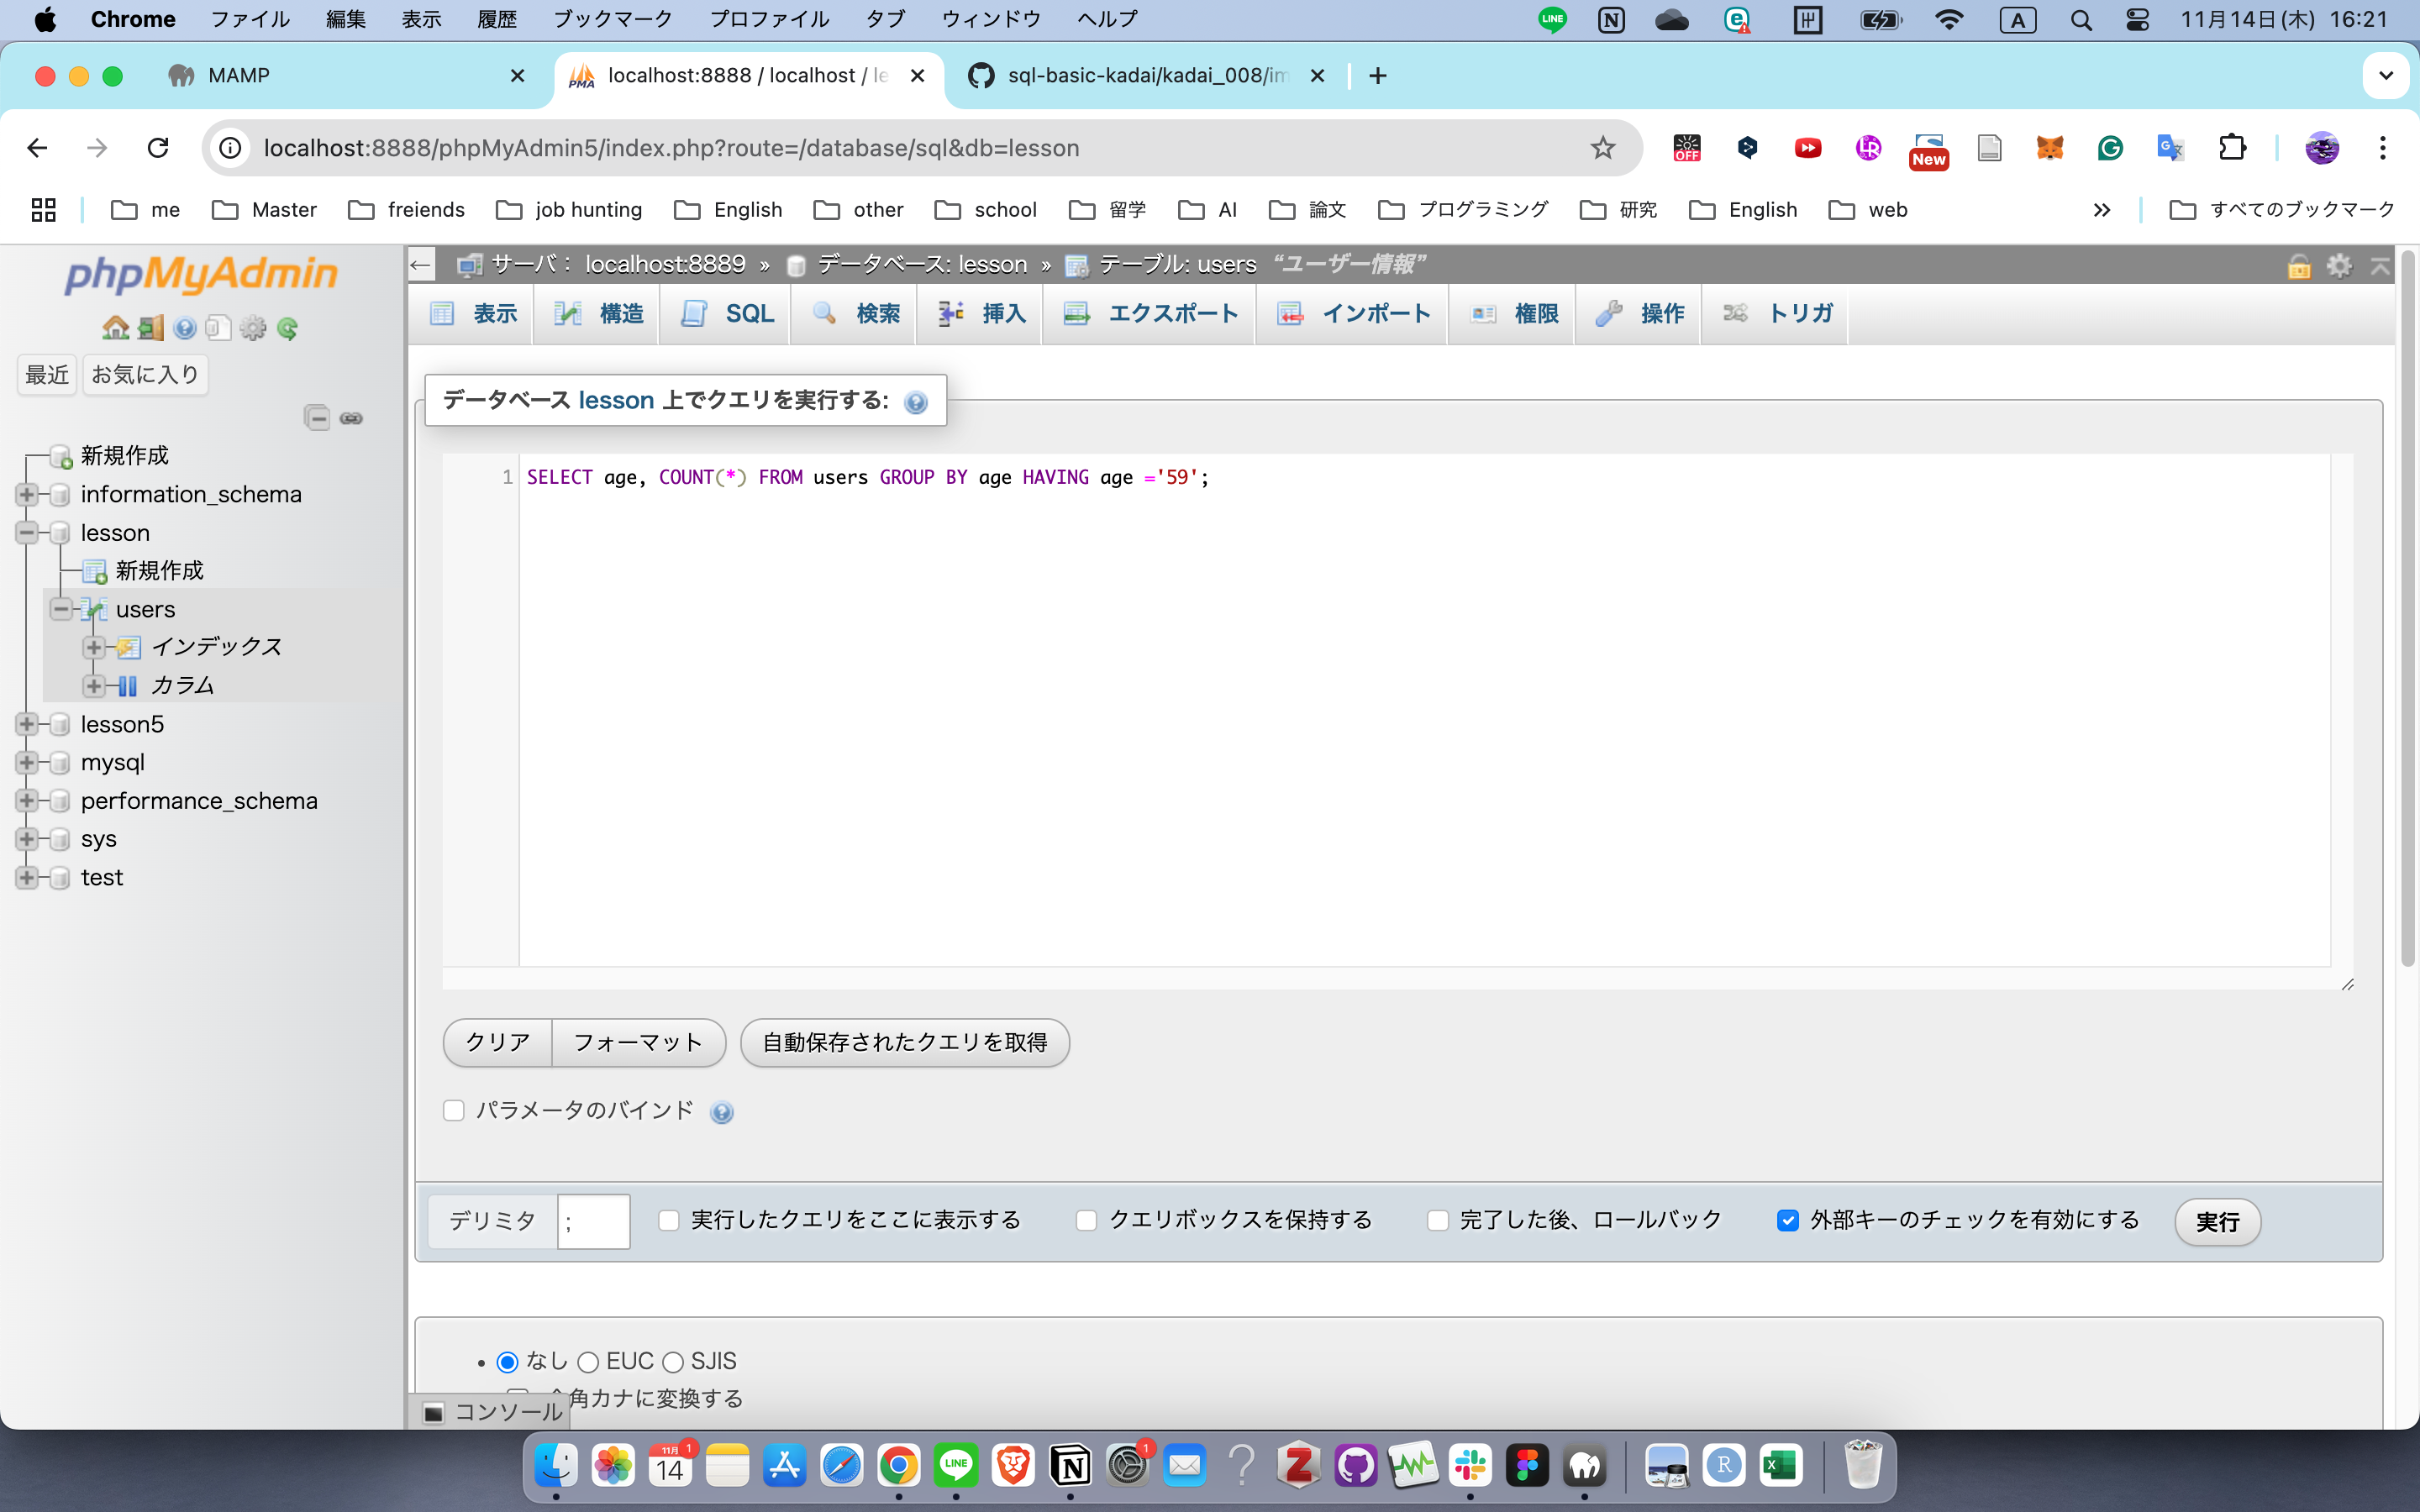 Chrome ファイル 編集 表示 履歴 ブックマーク プロファイル タブ ウィンドウ ヘルプ LINE A 11月14日(木) 16:21
MAMP PMA localhost:8888 / localhost / le sql-basic-kadai/kadai_008/im
localhost:8888/phpMyAdmin5/index.php?route=/database/sql&db=lesson OFF New
me Master freiends job hunting English other school 留学 AI 論文 プログラミング 研究 English web すべてのブックマーク
phpMyAdmin
最近 お気に入り
新規作成
information_schema
lesson
新規作成
users
インデックス
カラム
lesson5
mysql
performance_schema
sys
test
サーバ： localhost:8889 » データベース: lesson » テーブル: users “ユーザー情報”
表示 構造 SQL 検索 挿入 エクスポート インポート 権限 操作 トリガ
データベース lesson 上でクエリを実行する:
1 SELECT age, COUNT(*) FROM users GROUP BY age HAVING age ='59';
クリア フォーマット 自動保存されたクエリを取得
パラメータのバインド
デリミタ ; 実行したクエリをここに表示する クエリボックスを保持する 完了した後、ロールバック 外部キーのチェックを有効にする 実行
なし EUC SJIS
角カナに変換する
コンソール
11月 14 1 LINE 1